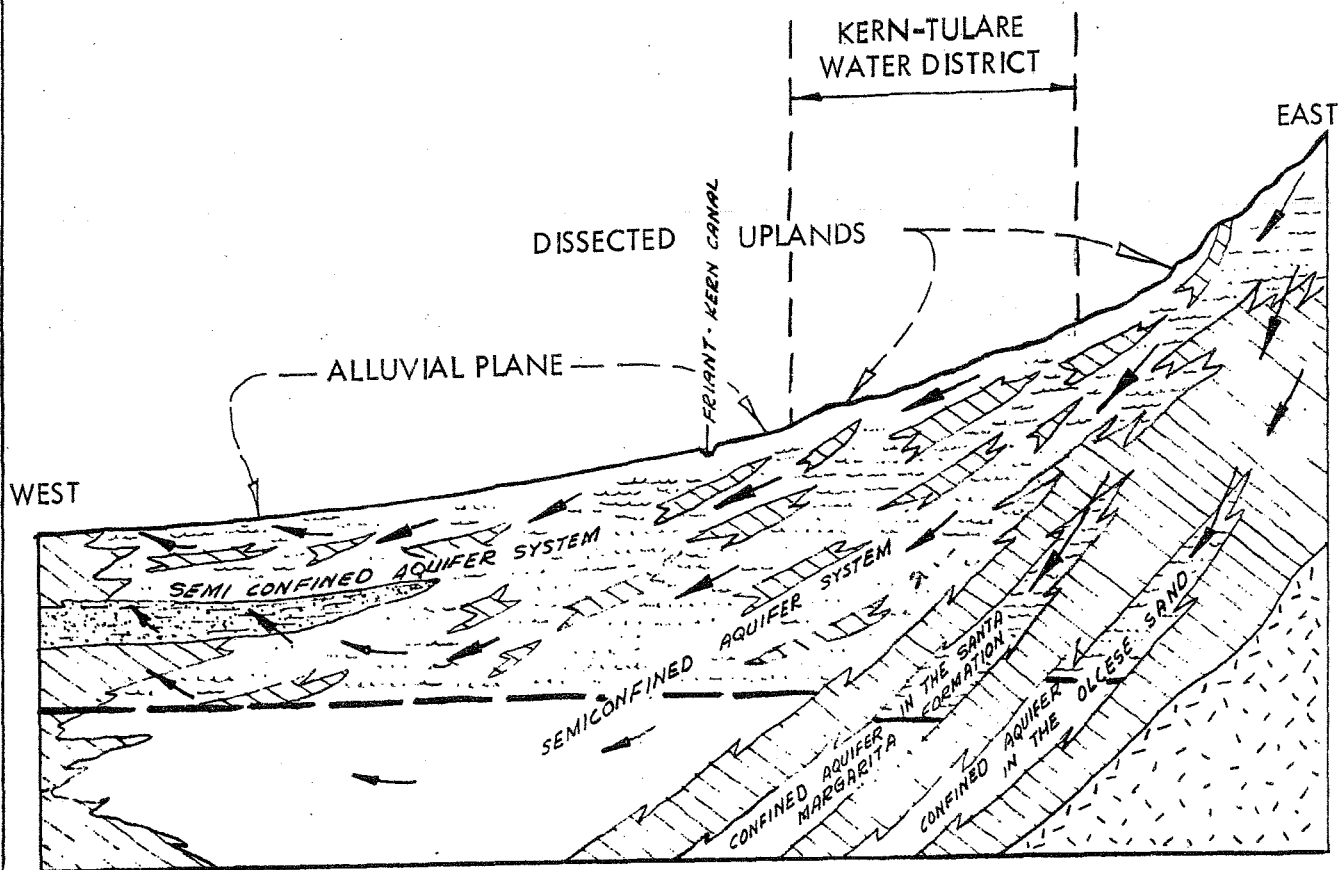 KERN-TULARE
WATER DISTRICT
EAST
FRIANT-KERN CANAL
DISSECTED UPLANDS
ALLUVIAL PLANE
WEST
SEMI CONFINED AQUIFER SYSTEM
SEMICONFINED AQUIFER SYSTEM
CONFINED AQUIFER IN THE SANTA
MARGARITA FORMATION
CONFINED AQUIFER
IN THE OLCESE SAND